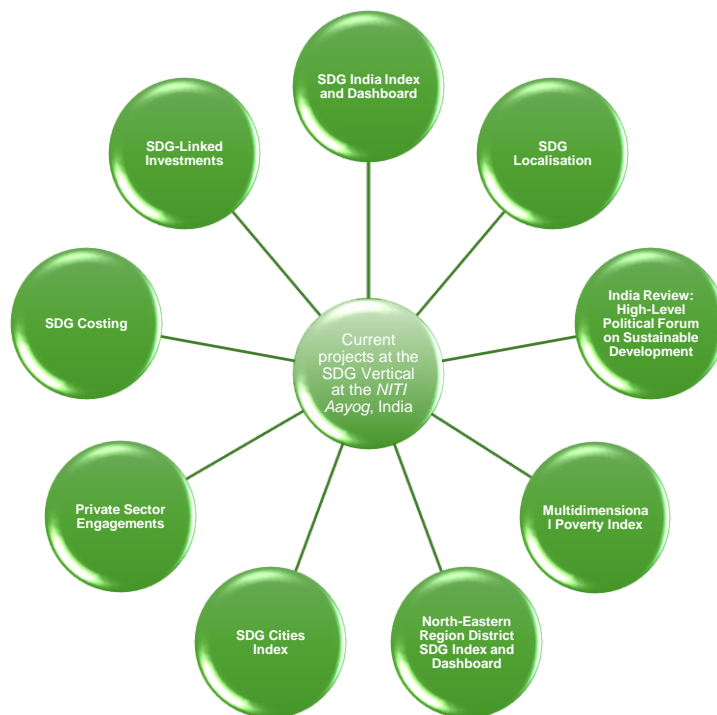 SDG India Index
and Dashboard
SDG
Localisation
India Review:
High-Level
Political Forum
on Sustainable
Development
Multidimensiona
l Poverty Index
North-Eastern
Region District
SDG Index and
Dashboard
SDG Cities
Index
Private Sector
Engagements
SDG Costing
SDG-Linked
Investments
Current
projects at the
SDG Vertical
at the NITI
Aayog, India